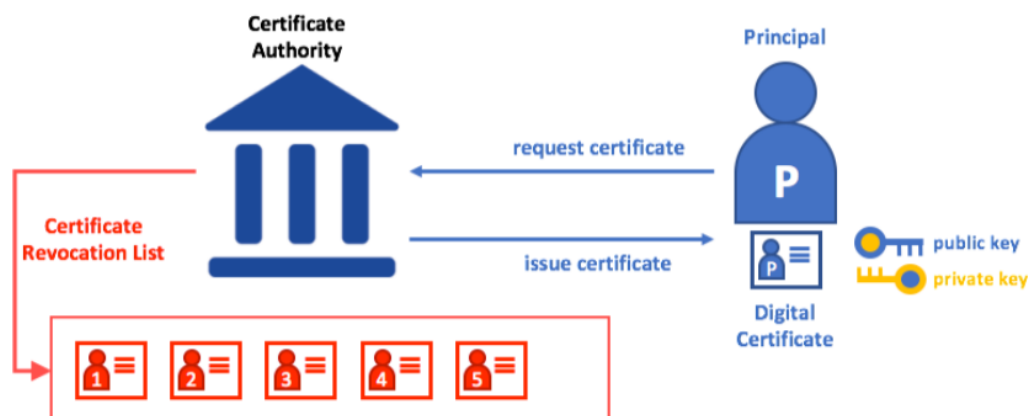 Certificate
Authority
Principal
request certificate
P
Certificate
Revocation List
issue certificate
P
public key
private key
Digital
Certificate
1 2 3 4 5